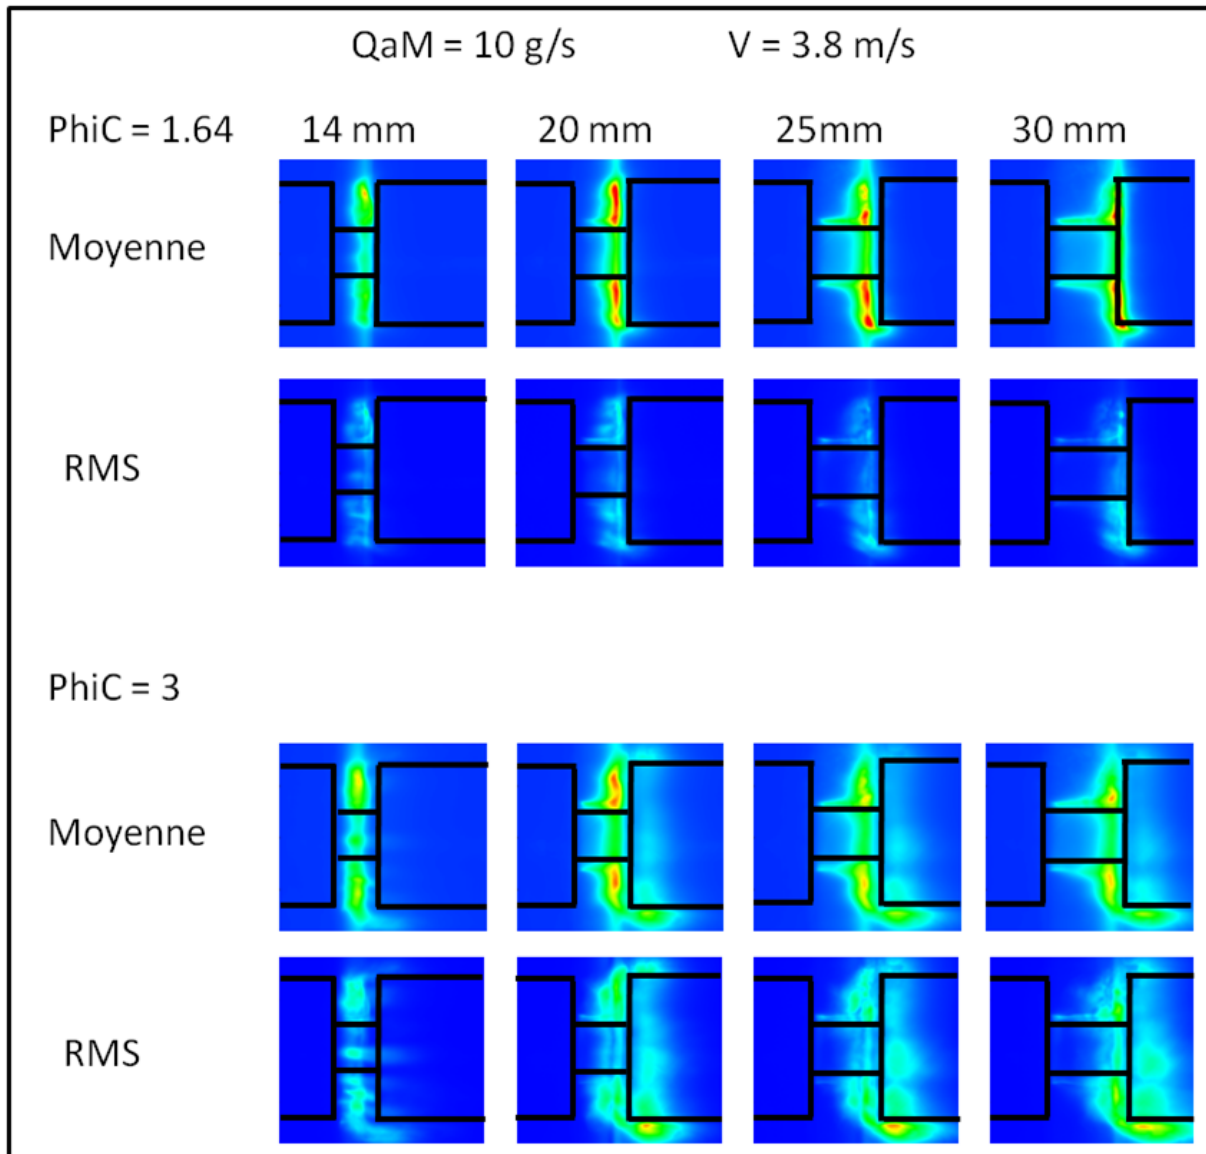 QaM = 10 g/s V = 3.8 m/s
PhiC = 1.64 14 mm 20 mm 25mm 30 mm
Moyenne
RMS
PhiC = 3
Moyenne
RMS